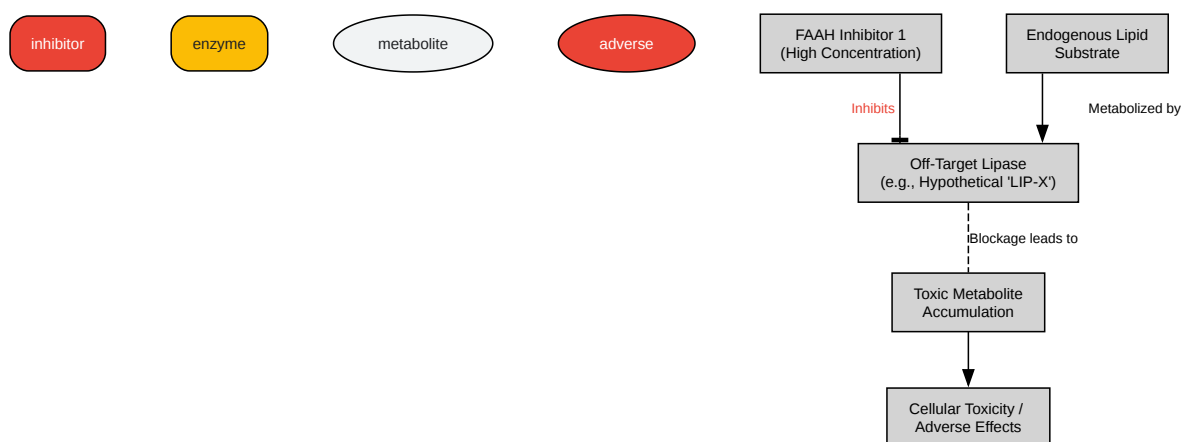 inhibitor
enzyme
metabolite
adverse
FAAH Inhibitor 1
(High Concentration)
Endogenous Lipid
Substrate
Inhibits
Metabolized by
Off-Target Lipase
(e.g., Hypothetical 'LIP-X')
Blockage leads to
Toxic Metabolite
Accumulation
Cellular Toxicity /
Adverse Effects